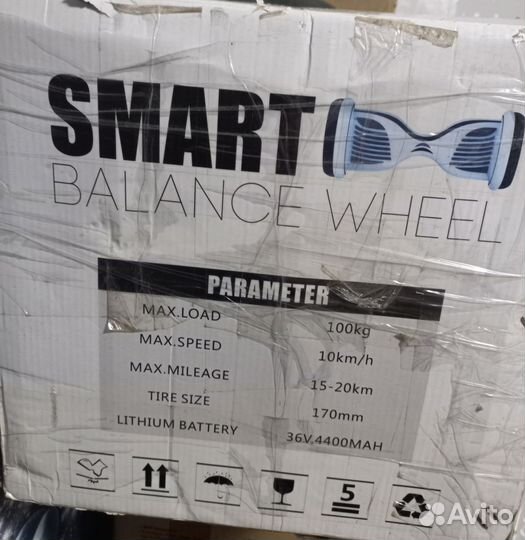 SMART
BALANCE WHEEL
PARAMETER
MAX.LOAD 100kg
MAX.SPEED 10km/h
MAX.MILEAGE 15-20km
TIRE SIZE 170mm
LITHIUM BATTERY 36V.4400MAH
5
Avito